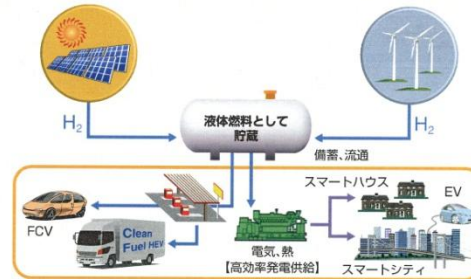 H₂
H₂
液体燃料として
貯蔵
備蓄、流通
スマートハウス
EV
FCV
Clean
Fuel HEV
電気、熱
【高効率発電供給】
スマートシティ